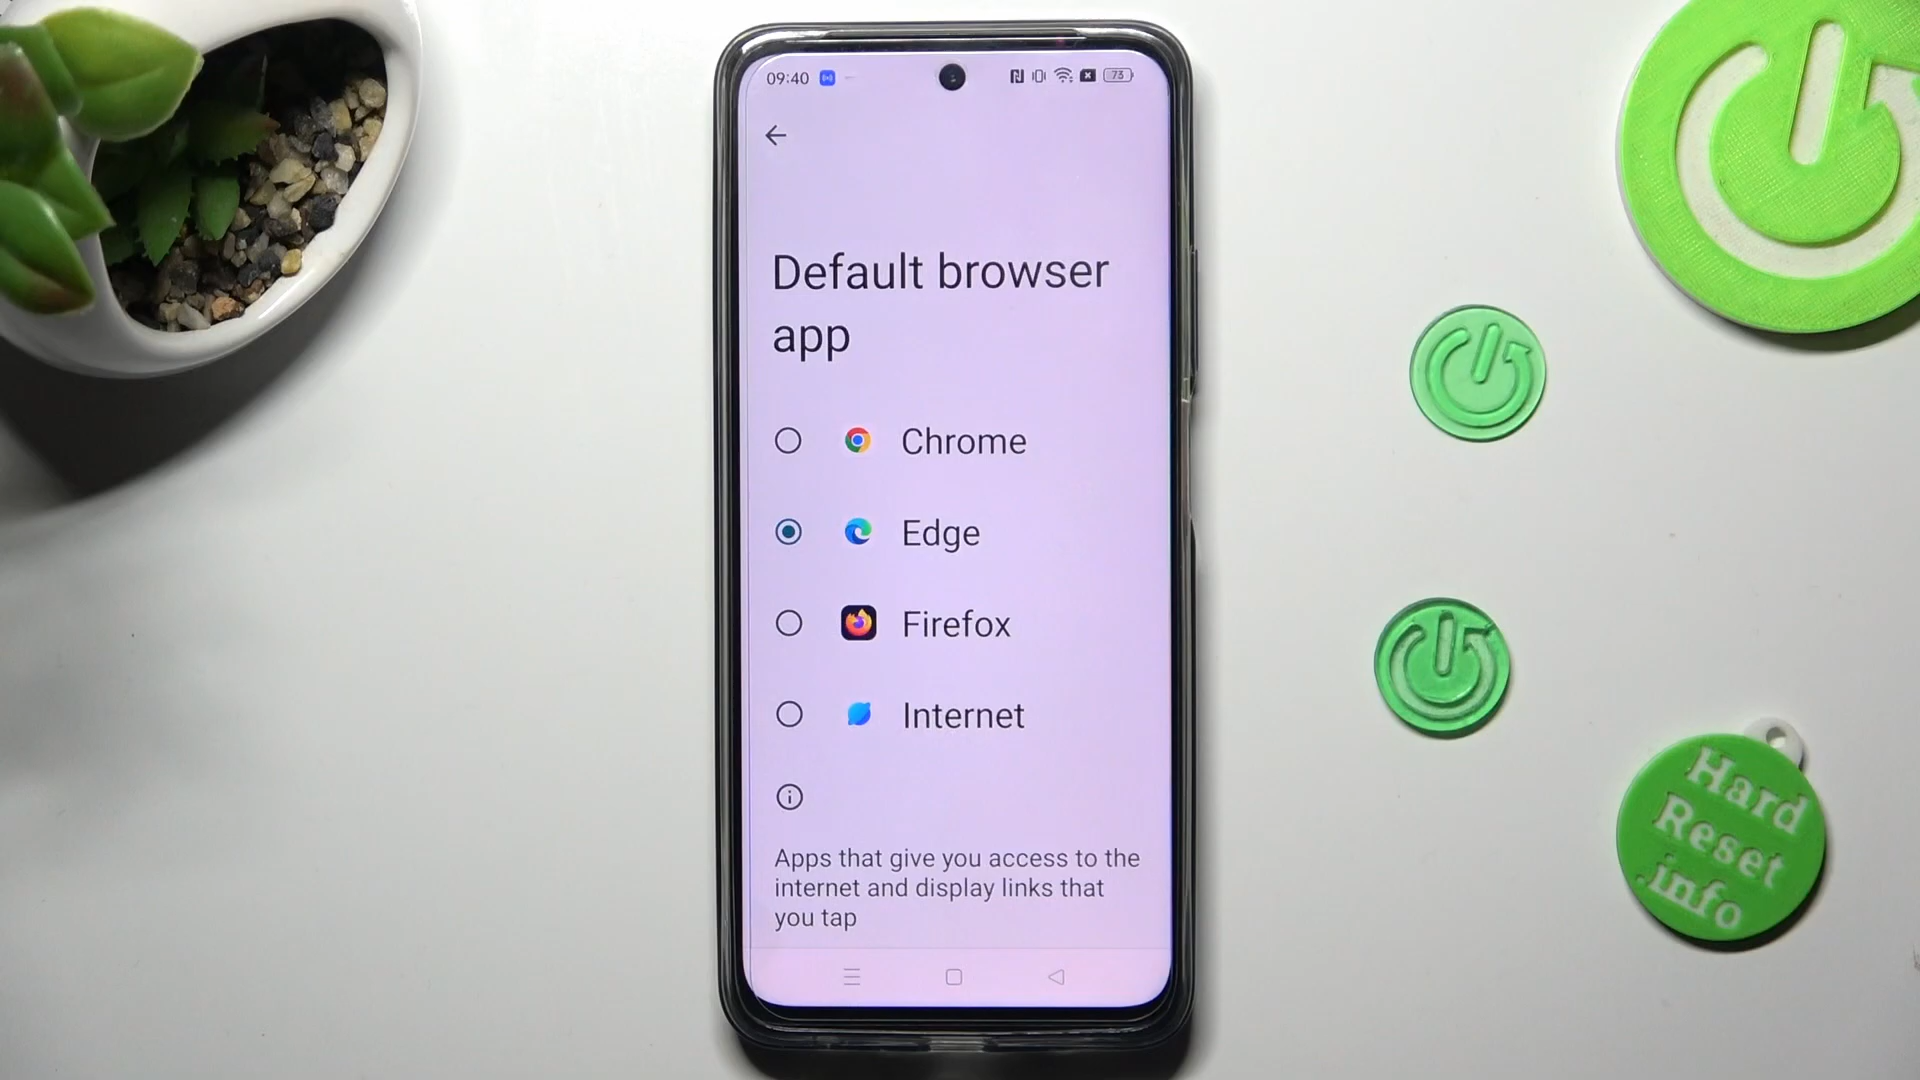 09:40
73
Default browser
app
Chrome
Edge
Firefox
Internet
Apps that give you access to the
internet and display links that
you tap
Hard
Reset
.info